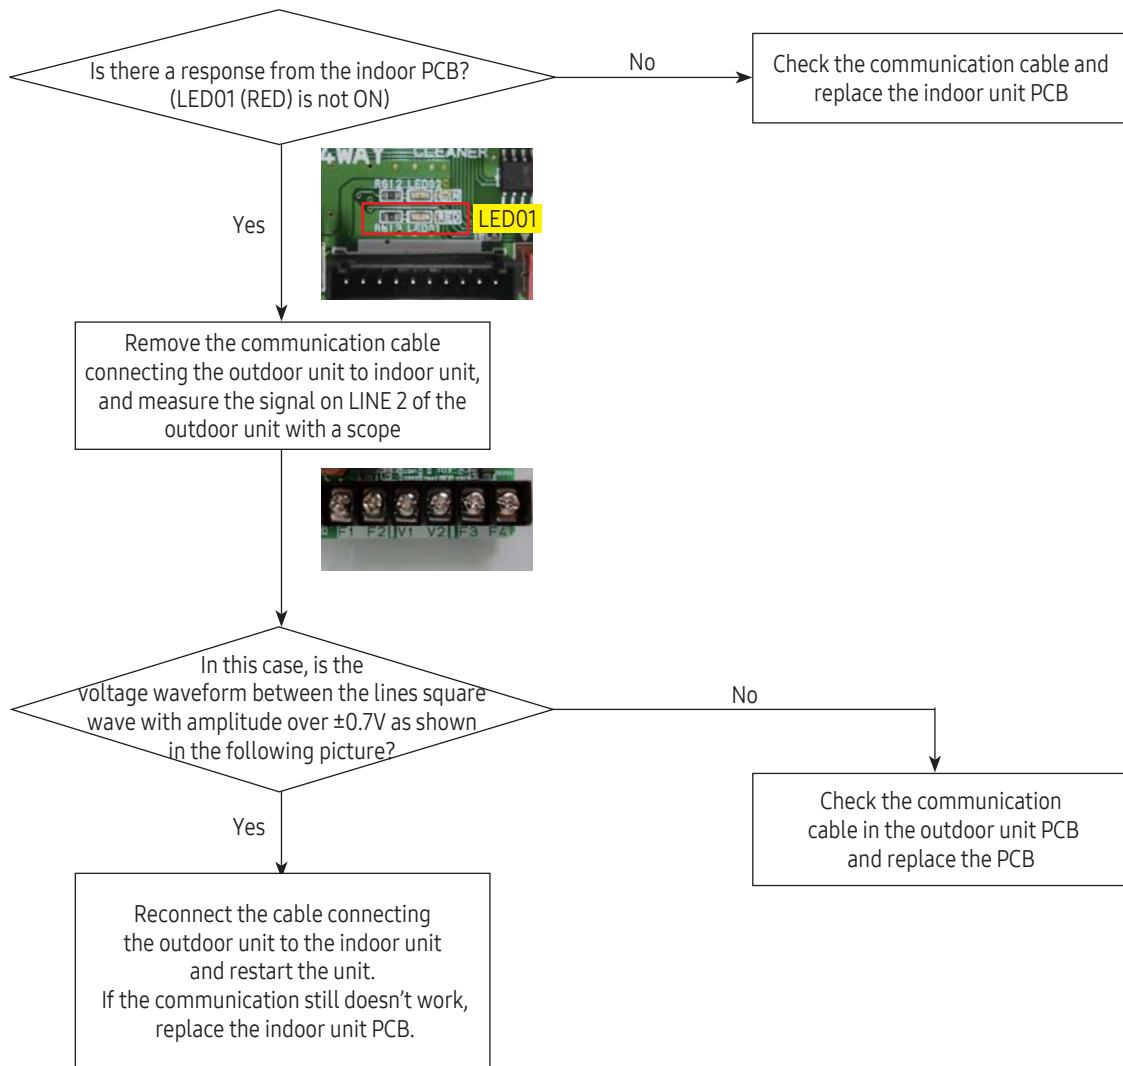 Is there a response from the indoor PCB?
(LED01 (RED) is not ON)
No
Check the communication cable and
replace the indoor unit PCB
4WAY
CLEANER
R612 LED02
R613 LED01
LED01
Yes
Remove the communication cable
connecting the outdoor unit to indoor unit,
and measure the signal on LINE 2 of the
outdoor unit with a scope
F1 F2 V1 V2 F3 F4
In this case, is the
voltage waveform between the lines square
wave with amplitude over ±0.7V as shown
in the following picture?
No
Check the communication
cable in the outdoor unit PCB
and replace the PCB
Yes
Reconnect the cable connecting
the outdoor unit to the indoor unit
and restart the unit.
If the communication still doesn't work,
replace the indoor unit PCB.